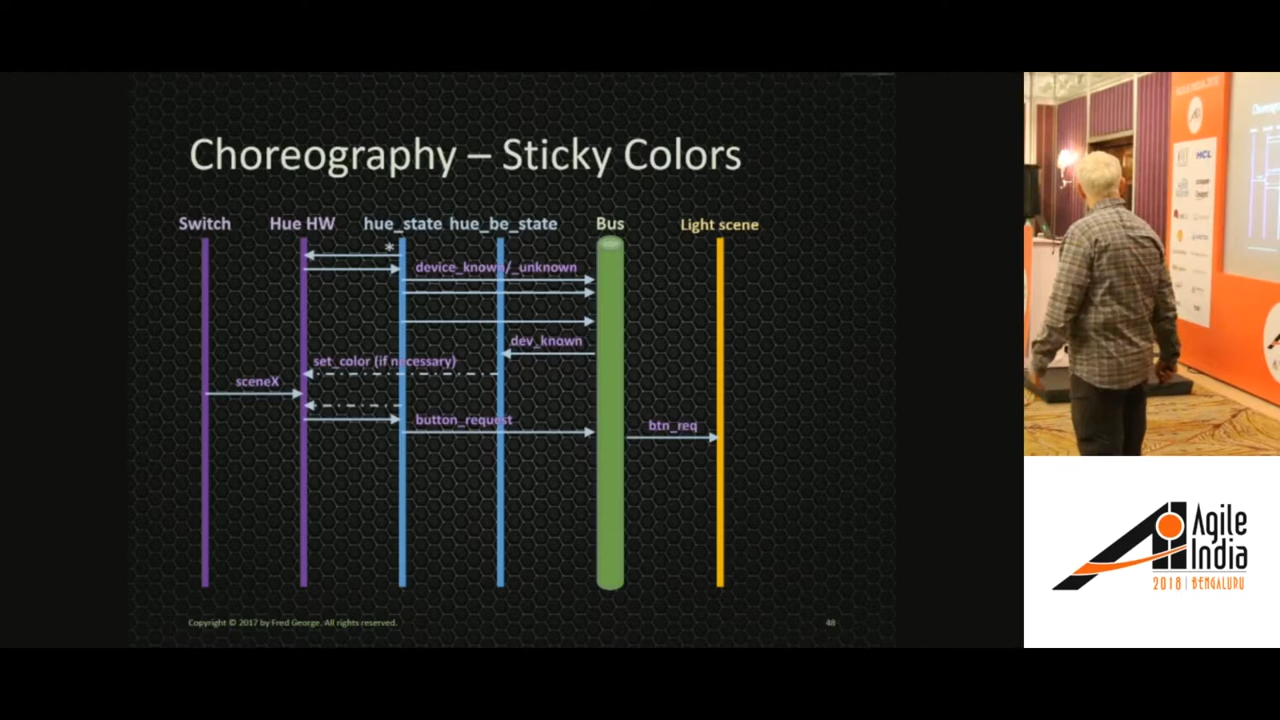 Choreography – Sticky Colors
Switch
Hue HW
hue_state
hue_be_state
Bus
Light scene
*
device_known/_unknown
dev_known
set_color (if necessary)
sceneX
button_request
btn_req
Copyright © 2017 by Fred George. All rights reserved.
48
HCL
Agile
India
2018 | BENGALURU